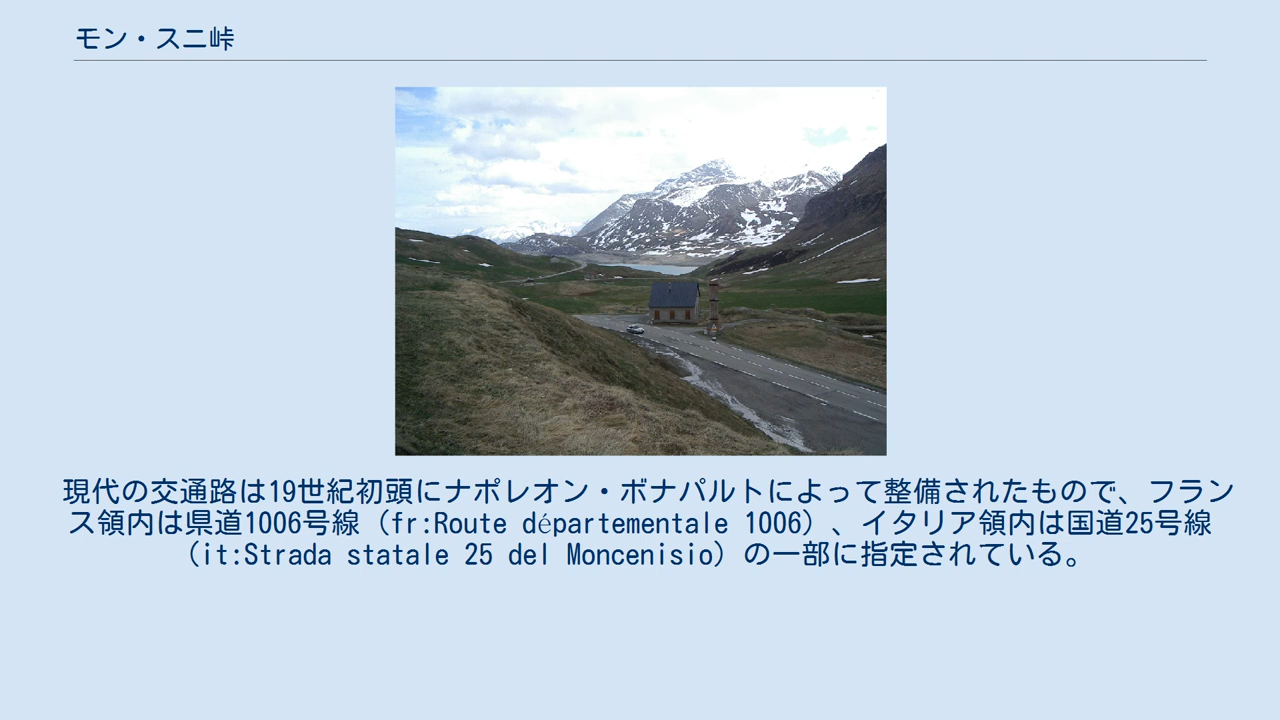 モン・スニ峠
現代の交通路は19世紀初頭にナポレオン・ボナパルトによって整備されたもので、フラン
ス領内は県道1006号線（fr:Route départementale 1006）、イタリア領内は国道25号線
（it:Strada statale 25 del Moncenisio）の一部に指定されている。